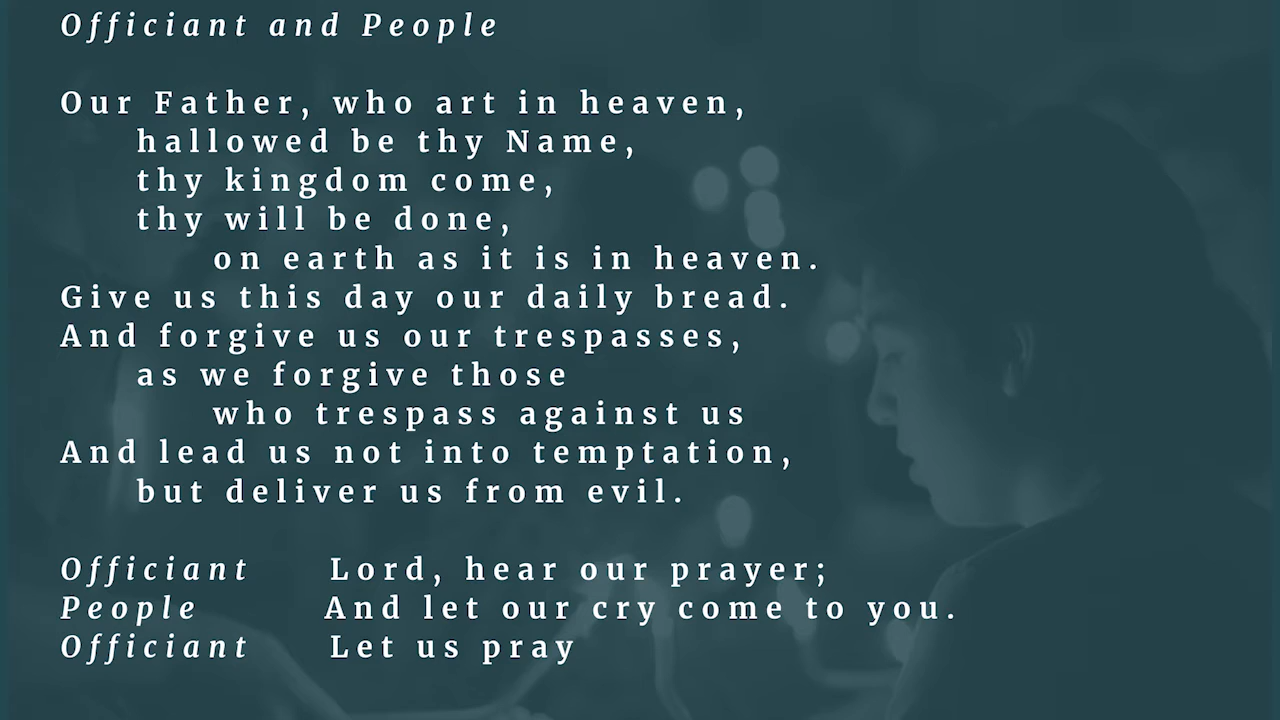 Officiant and People
Our Father, who art in heaven,
hallowed be thy Name,
thy kingdom come,
thy will be done,
on earth as it is in heaven.
Give us this day our daily bread.
And forgive us our trespasses,
as we forgive those
who trespass against us
And lead us not into temptation,
but deliver us from evil.
Officiant Lord, hear our prayer;
People And let our cry come to you.
Officiant Let us pray